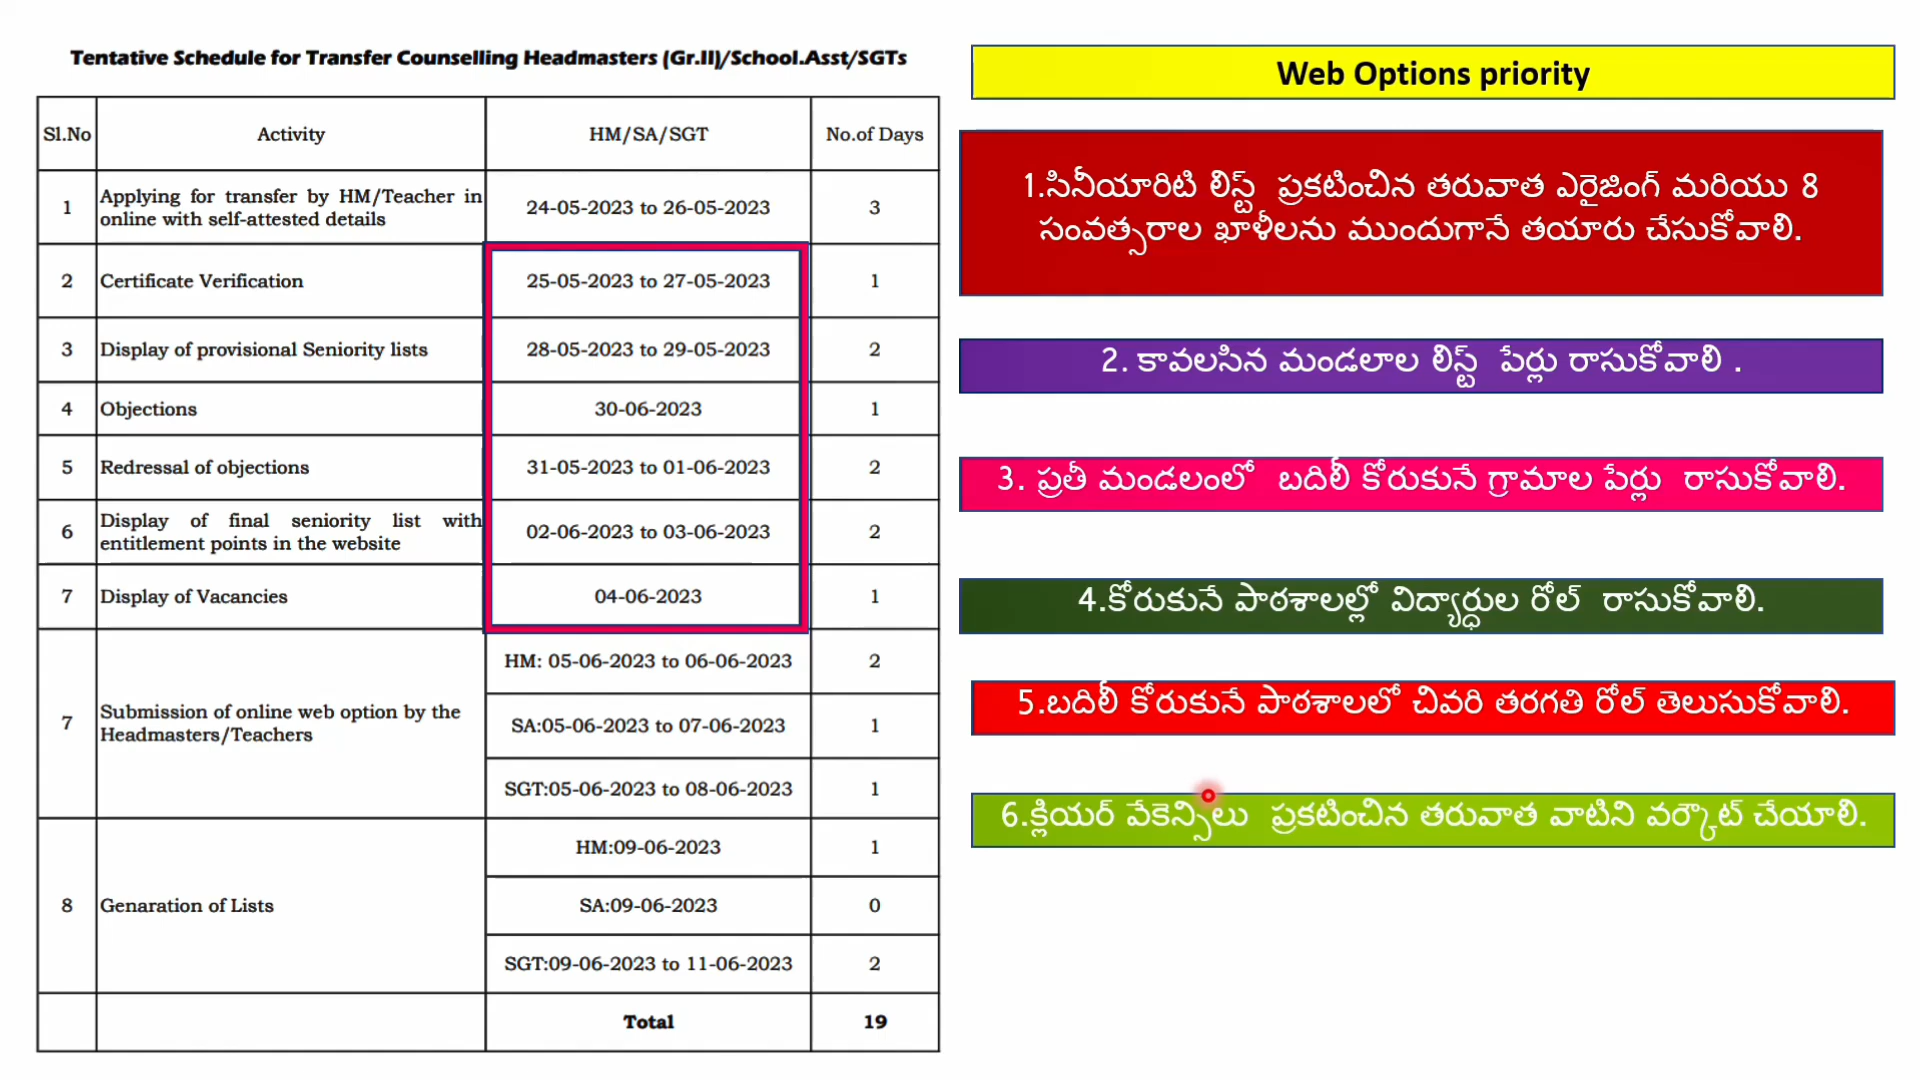 Tentative Schedule for Transfer Counselling Headmasters (Gr.II)/School.Asst/SGTs
Sl.No Activity HM/SA/SGT No.of Days
1 Applying for transfer by HM/Teacher in online with self-attested details 24-05-2023 to 26-05-2023 3
2 Certificate Verification 25-05-2023 to 27-05-2023 1
3 Display of provisional Seniority lists 28-05-2023 to 29-05-2023 2
4 Objections 30-06-2023 1
5 Redressal of objections 31-05-2023 to 01-06-2023 2
6 Display of final seniority list with entitlement points in the website 02-06-2023 to 03-06-2023 2
7 Display of Vacancies 04-06-2023 1
7 Submission of online web option by the Headmasters/Teachers HM: 05-06-2023 to 06-06-2023 2
SA:05-06-2023 to 07-06-2023 1
SGT:05-06-2023 to 08-06-2023 1
8 Genaration of Lists HM:09-06-2023 1
SA:09-06-2023 0
SGT:09-06-2023 to 11-06-2023 2
Total 19
Web Options priority
1.సినీయారిటి లిస్ట్ ప్రకటించిన తరువాత ఎరైజింగ్ మరియు 8
సంవత్సరాల ఖాళీలను ముందుగానే తయారు చేసుకోవాలి.
2. కావలసిన మండలాల లిస్ట్ పేర్లు రాసుకోవాలి .
3. ప్రతీ మండలంలో బదిలీ కోరుకునే గ్రామాల పేర్లు రాసుకోవాలి.
4.కోరుకునే పాఠశాలల్లో విద్యార్ధుల రోల్ రాసుకోవాలి.
5.బదిలీ కోరుకునే పాఠశాలలో చివరి తరగతి రోల్ తెలుసుకోవాలి.
6.క్లియర్ వేకెన్సిలు ప్రకటించిన తరువాత వాటిని వర్కౌట్ చేయాలి.